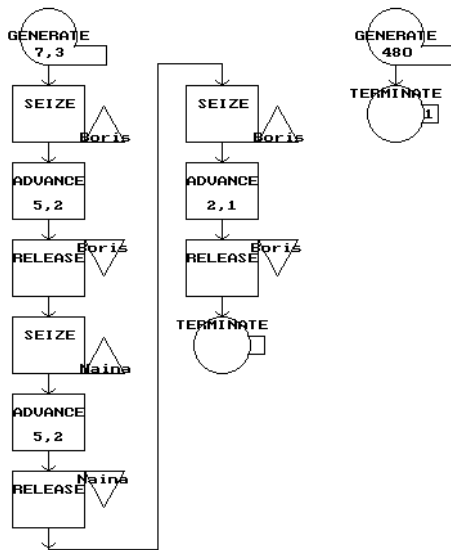 GENERATE
7,3
SEIZE
Boris
ADVANCE
5,2
Boris
RELEASE
SEIZE
Naina
ADVANCE
5,2
Naina
RELEASE
SEIZE
Boris
ADVANCE
2,1
Boris
RELEASE
TERMINATE
GENERATE
480
TERMINATE
1